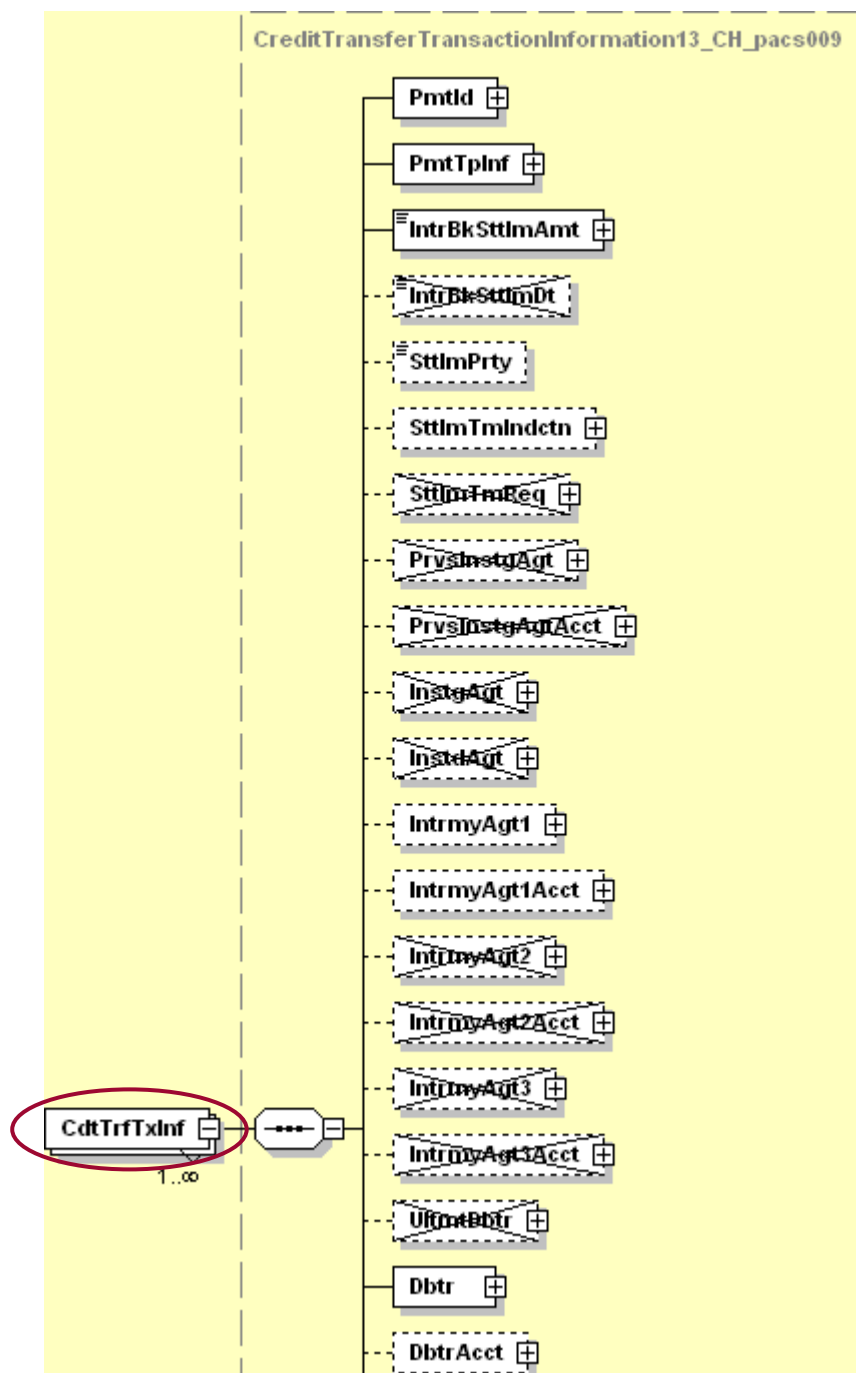 CreditTransferTransactionInformation13_CH_pacs009
PmtId
PmtTpInf
IntrBkSttlmAmt
IntrBkSttlmDt
SttlmPrty
SttlmTmIndctn
SttlmTmReq
PrvsInstgAgt
PrvsInstgAgtAcct
InstgAgt
InstdAgt
IntrmyAgt1
IntrmyAgt1Acct
IntrmyAgt2
IntrmyAgt2Acct
IntrmyAgt3
CdtTrfTxInf
IntrmyAgt3Acct
1..∞
UltmtDbtr
Dbtr
DbtrAcct